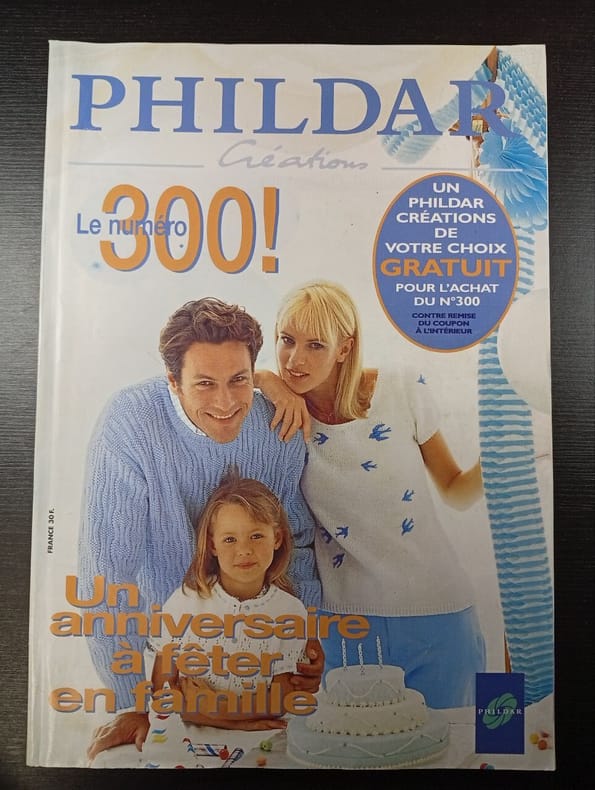 PHILDAR
Créations
Le numéro
300!
UN
PHILDAR
CRÉATIONS
DE
VOTRE CHOIX
GRATUIT
POUR L'ACHAT
DU N°300
CONTRE REMISE
DU COUPON
À L'INTÉRIEUR
FRANCE 30 F.
Un
anniversaire
à fêter
en famille
PHILDAR